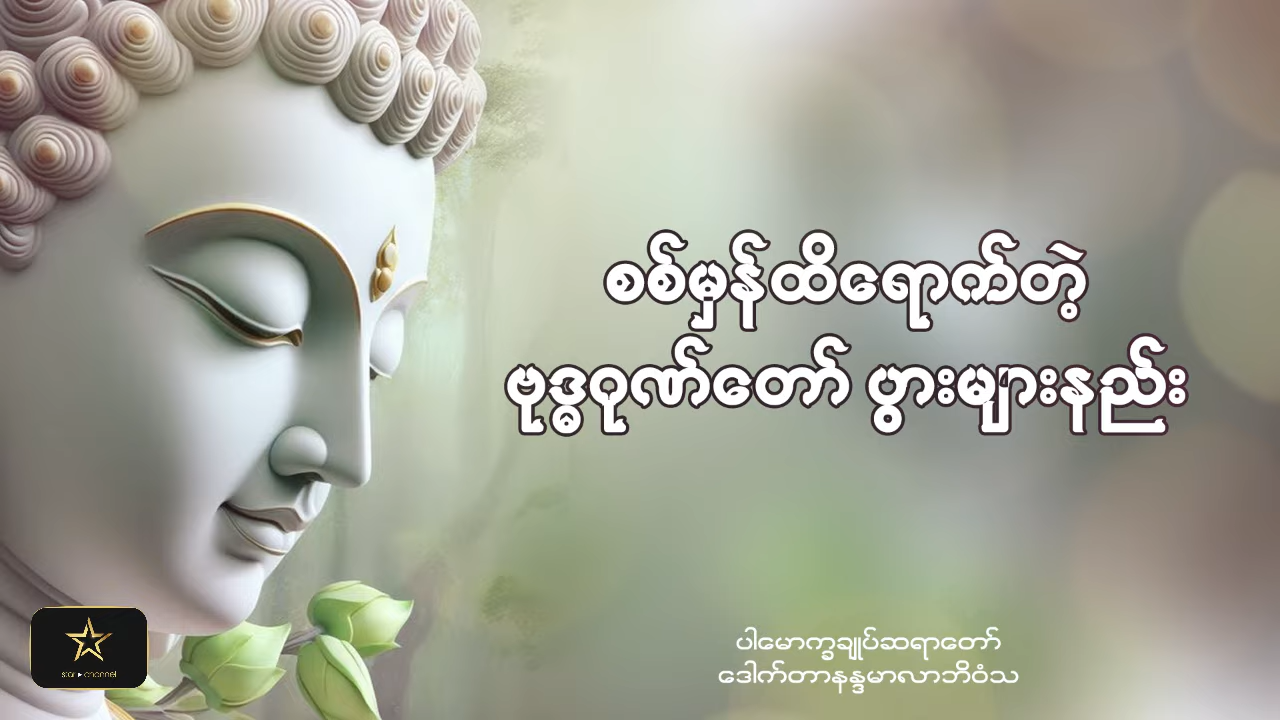 စစ်မှန်ထိရောက်တဲ့
ဗုဒ္ဓဂုဏ်တော် ပွားများနည်း
ပါမောက္ခချုပ်ဆရာတော်
ဒေါက်တာနန္ဒမာလာဘိဝံသ
star channel